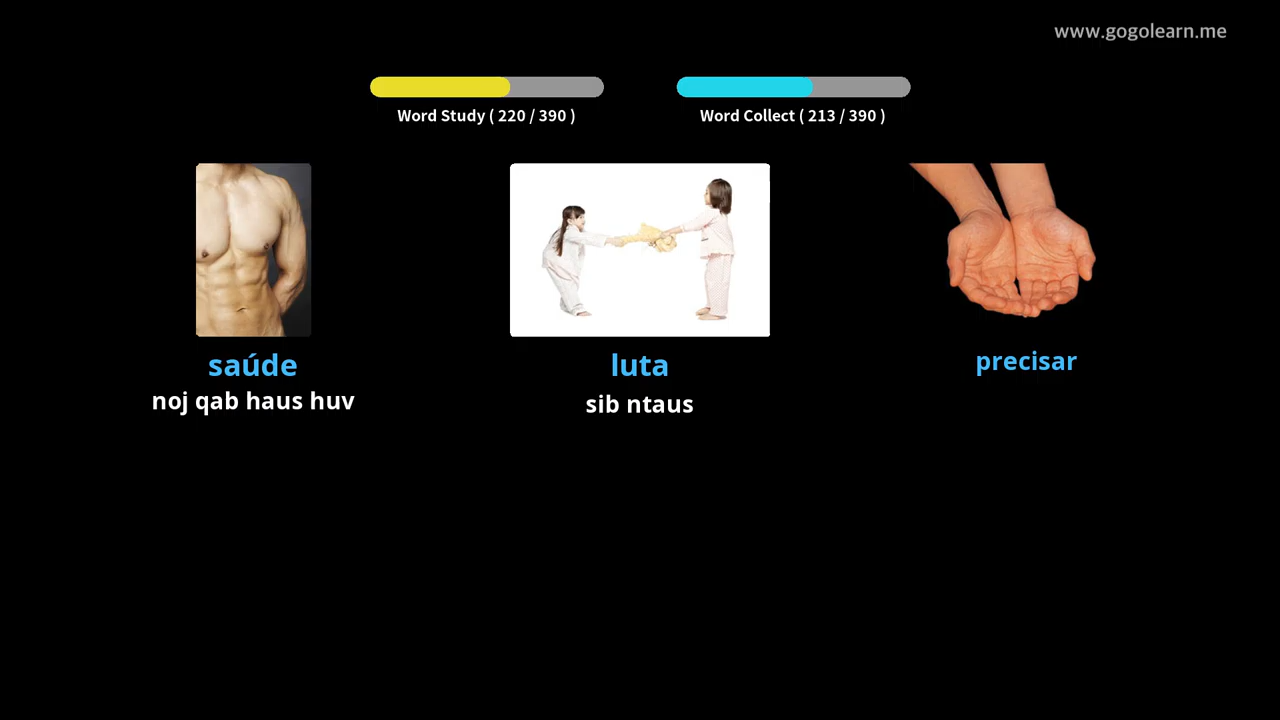 www.gogolearn.me
Word Study ( 220 / 390 )
Word Collect ( 213 / 390 )
saúde
noj qab haus huv
luta
sib ntaus
precisar